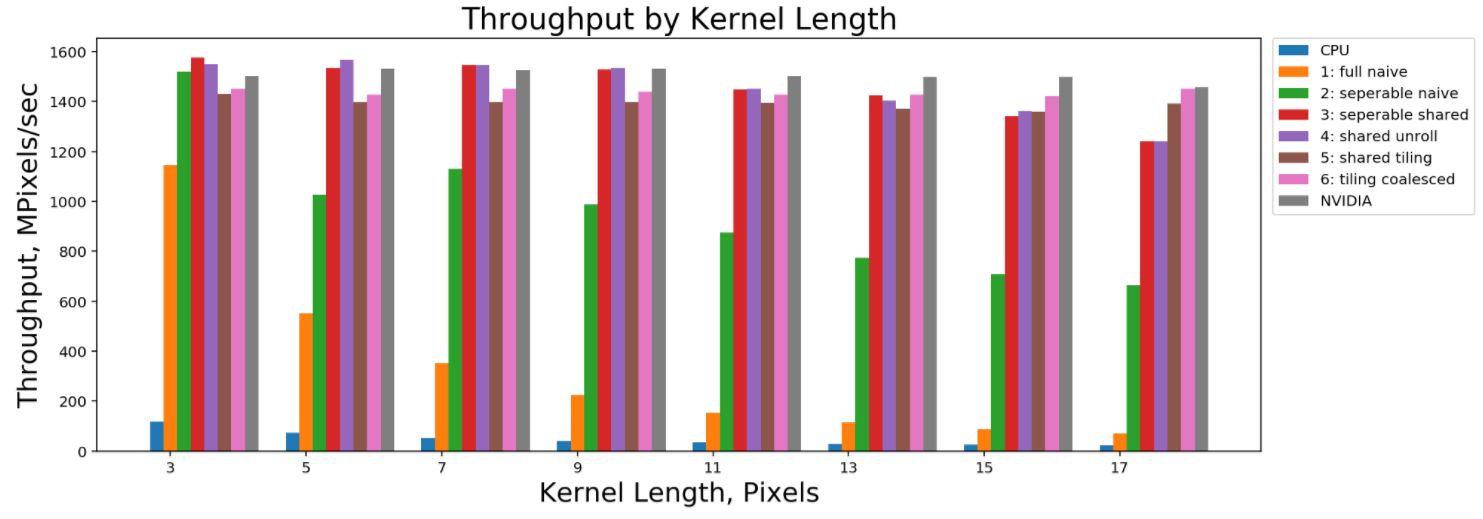 Throughput by Kernel Length
Throughput, MPixels/sec
1600
1400
1200
1000
800
600
400
200
0
3
5
7
9
11
13
15
17
Kernel Length, Pixels
CPU
1: full naive
2: seperable naive
3: seperable shared
4: shared unroll
5: shared tiling
6: tiling coalesced
NVIDIA